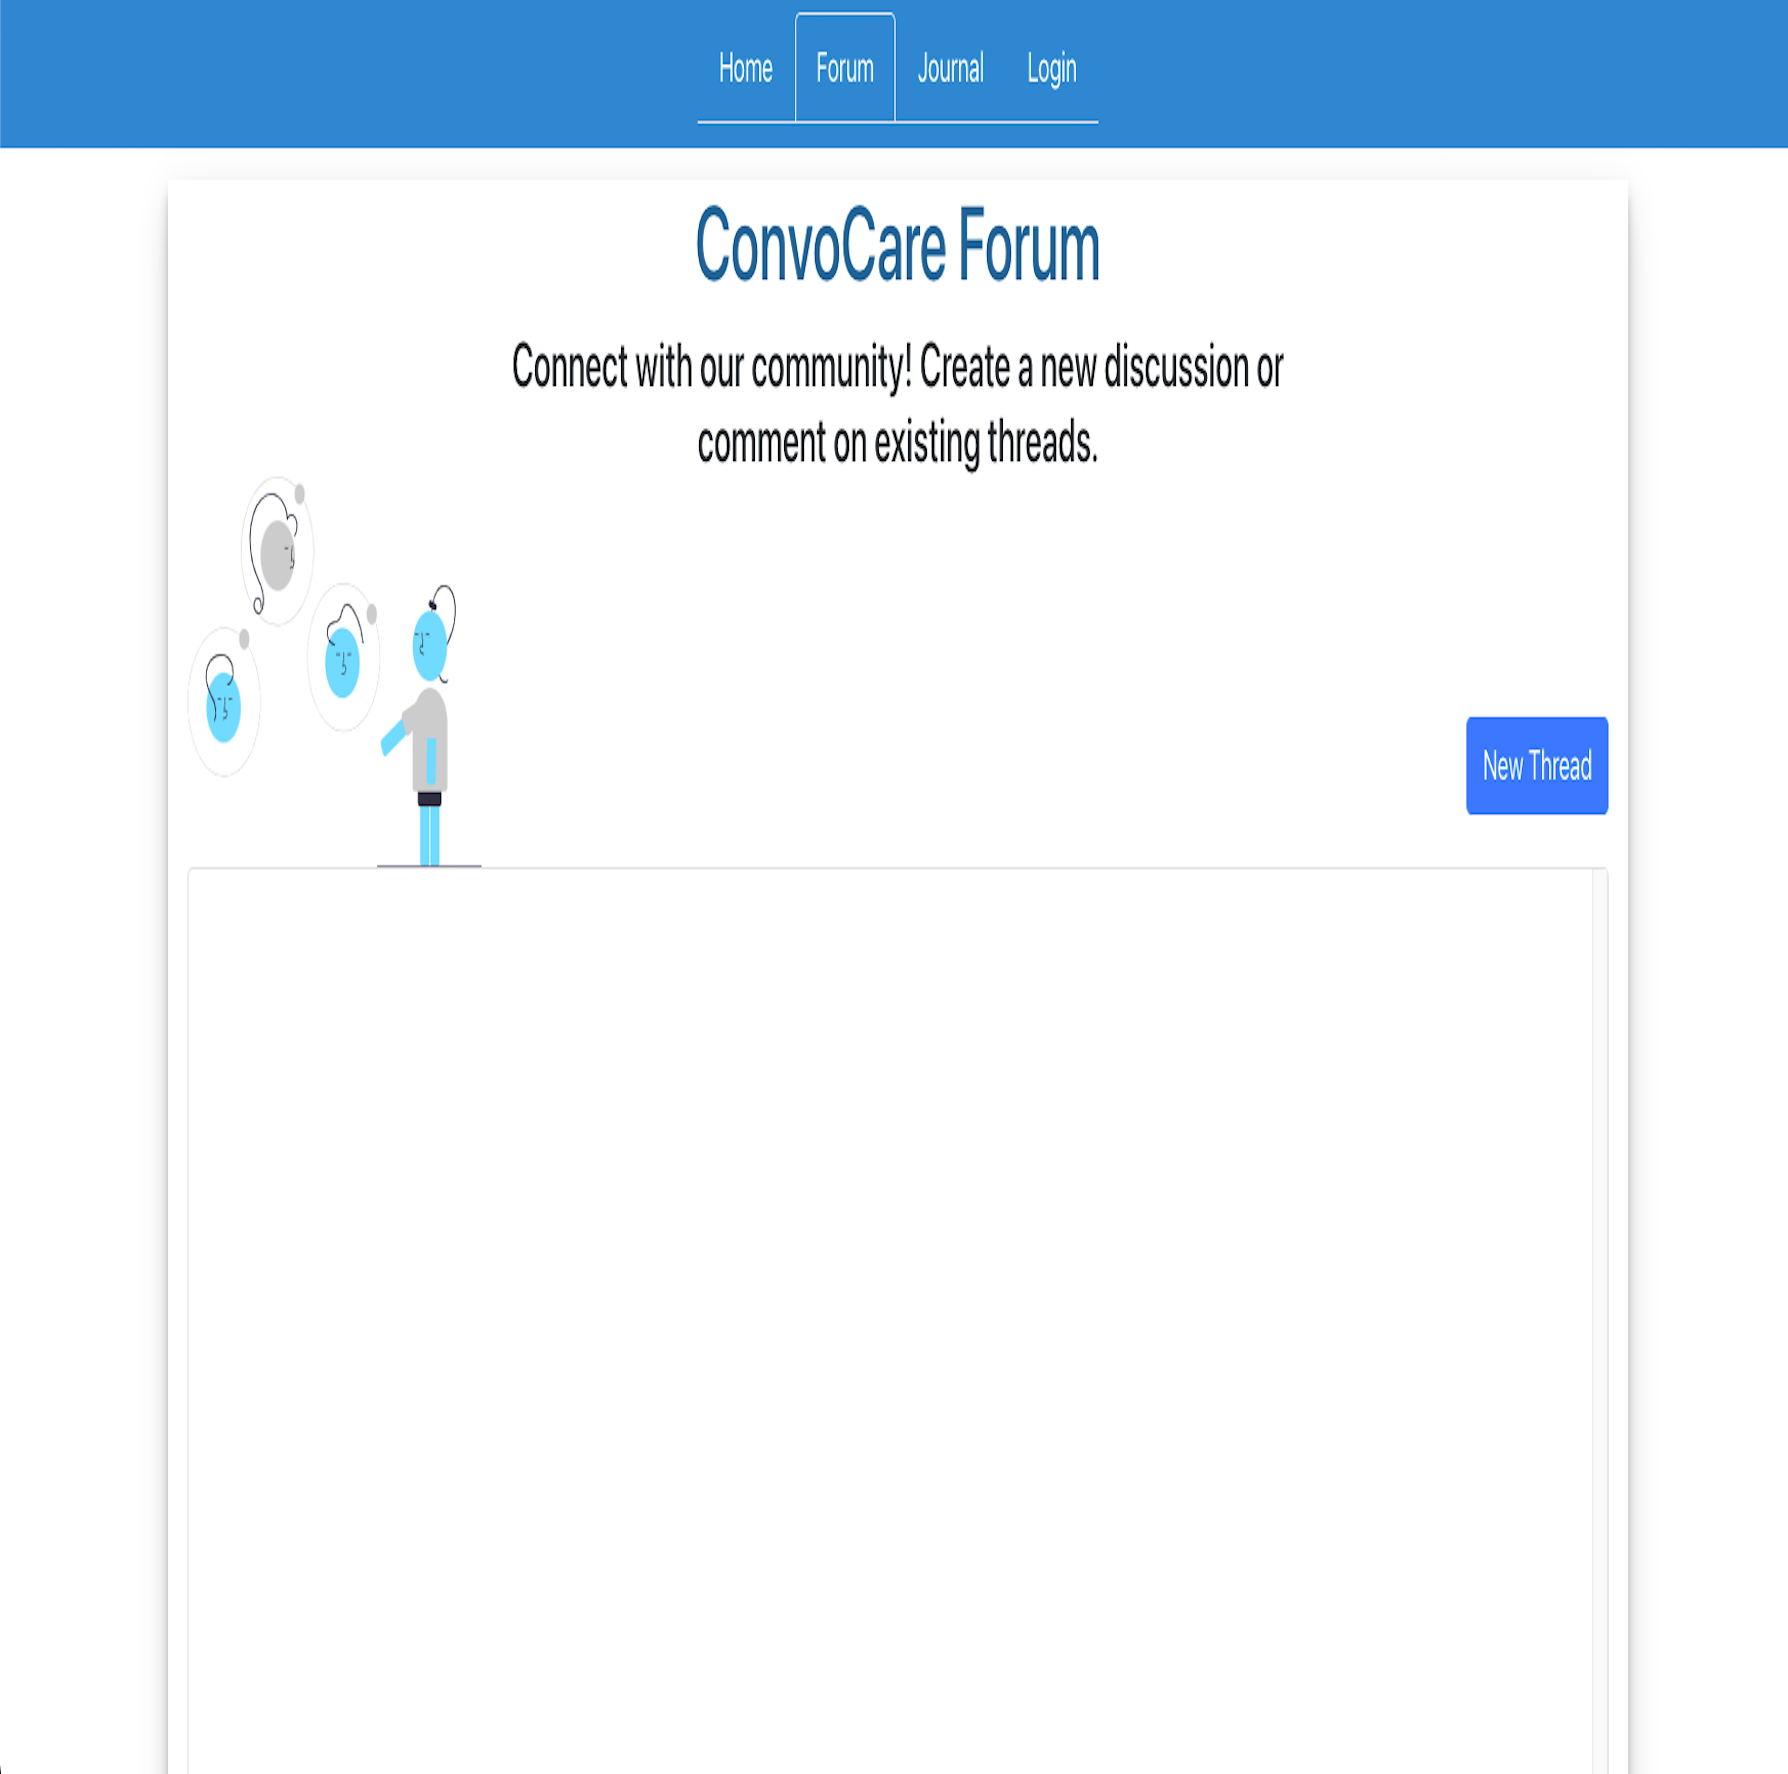 Home Forum Journal Login
ConvoCare Forum
Connect with our community! Create a new discussion or
comment on existing threads.
New Thread